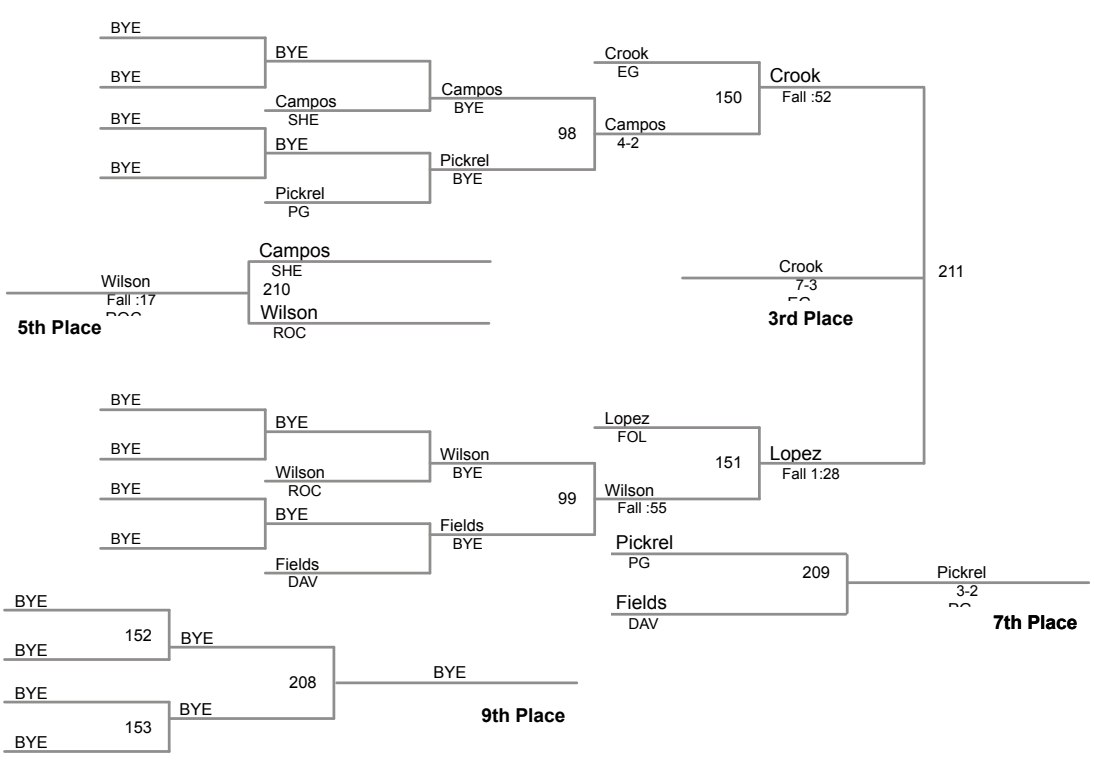 BYE
BYE
BYE
Campos
SHE
Campos
BYE
BYE
BYE
BYE
Pickrel
PG
Pickrel
BYE
98
Crook
EG
Campos
4-2
150
Crook
Fall :52
Campos
SHE
210
Wilson
ROC
Wilson
Fall :17
5th Place
Crook
7-3
3rd Place
211
BYE
BYE
BYE
Wilson
ROC
Wilson
BYE
BYE
BYE
BYE
Fields
DAV
Fields
BYE
99
Lopez
FOL
Wilson
Fall :55
151
Lopez
Fall 1:28
Pickrel
PG
Fields
DAV
209
Pickrel
3-2
7th Place
BYE
BYE
152
BYE
BYE
BYE
153
BYE
208
BYE
9th Place